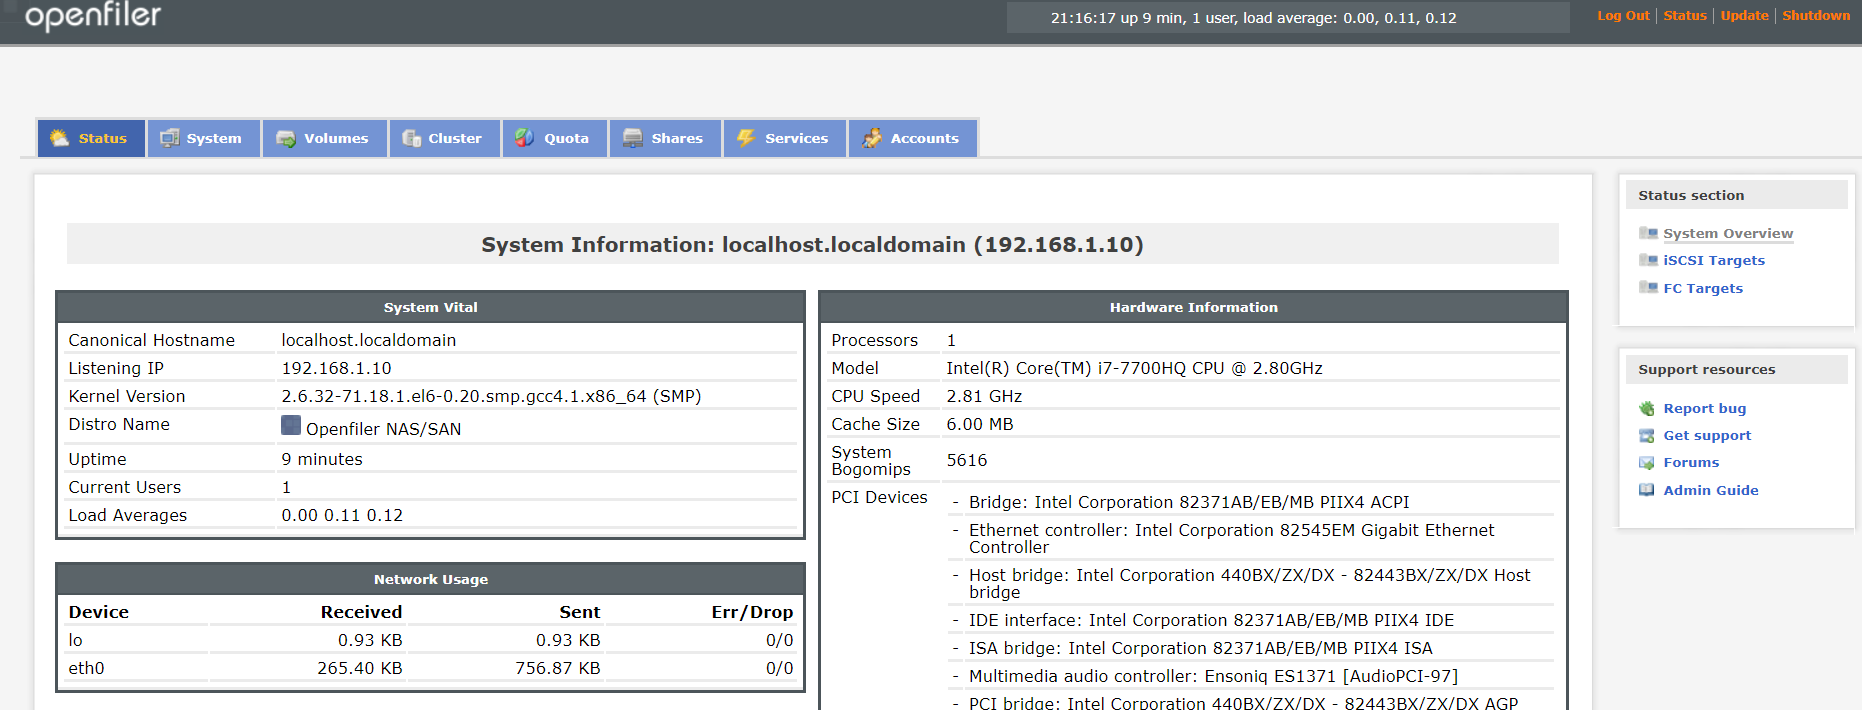 openfiler
21:16:17 up 9 min, 1 user, load average: 0.00, 0.11, 0.12
Log Out | Status | Update | Shutdown
Status System Volumes Cluster Quota Shares Services Accounts
System Information: localhost.localdomain (192.168.1.10)
System Vital
Canonical Hostname localhost.localdomain
Listening IP 192.168.1.10
Kernel Version 2.6.32-71.18.1.el6-0.20.smp.gcc4.1.x86_64 (SMP)
Distro Name Openfiler NAS/SAN
Uptime 9 minutes
Current Users 1
Load Averages 0.00 0.11 0.12
Network Usage
Device Received Sent Err/Drop
lo 0.93 KB 0.93 KB 0/0
eth0 265.40 KB 756.87 KB 0/0
Hardware Information
Processors 1
Model Intel(R) Core(TM) i7-7700HQ CPU @ 2.80GHz
CPU Speed 2.81 GHz
Cache Size 6.00 MB
System
Bogomips 5616
PCI Devices - Bridge: Intel Corporation 82371AB/EB/MB PIIX4 ACPI
- Ethernet controller: Intel Corporation 82545EM Gigabit Ethernet
Controller
- Host bridge: Intel Corporation 440BX/ZX/DX - 82443BX/ZX/DX Host
bridge
- IDE interface: Intel Corporation 82371AB/EB/MB PIIX4 IDE
- ISA bridge: Intel Corporation 82371AB/EB/MB PIIX4 ISA
- Multimedia audio controller: Ensoniq ES1371 [AudioPCI-97]
- PCI bridge: Intel Corporation 440BX/ZX/DX - 82443BX/ZX/DX AGP
Status section
System Overview
iSCSI Targets
FC Targets
Support resources
Report bug
Get support
Forums
Admin Guide